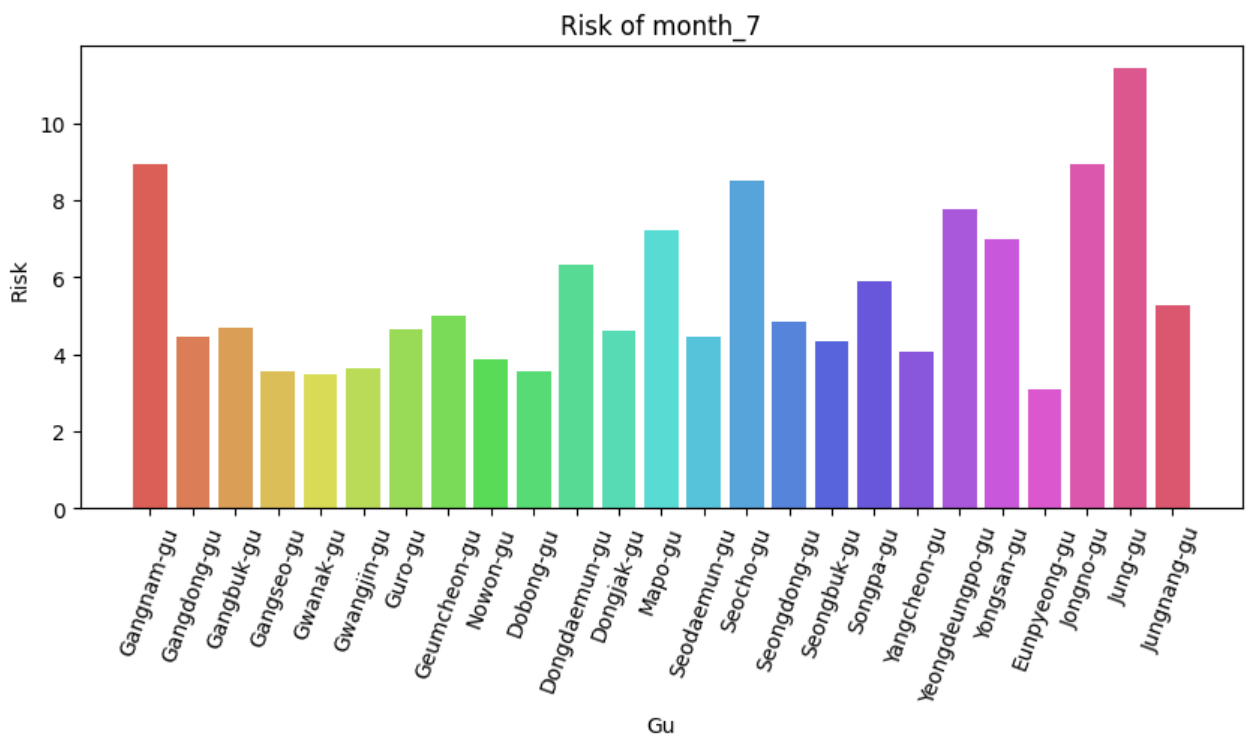 Risk of month_7
Risk
10
8
6
4
2
0
Gangnam-gu
Gangdong-gu
Gangbuk-gu
Gangseo-gu
Gwanak-gu
Gwangjin-gu
Guro-gu
Geumcheon-gu
Nowon-gu
Dobong-gu
Dongdaemun-gu
Dongjak-gu
Mapo-gu
Seodaemun-gu
Seocho-gu
Seongdong-gu
Seongbuk-gu
Songpa-gu
Yangcheon-gu
Yeongdeungpo-gu
Yongsan-gu
Eunpyeong-gu
Jongno-gu
Jung-gu
Jungnang-gu
Gu